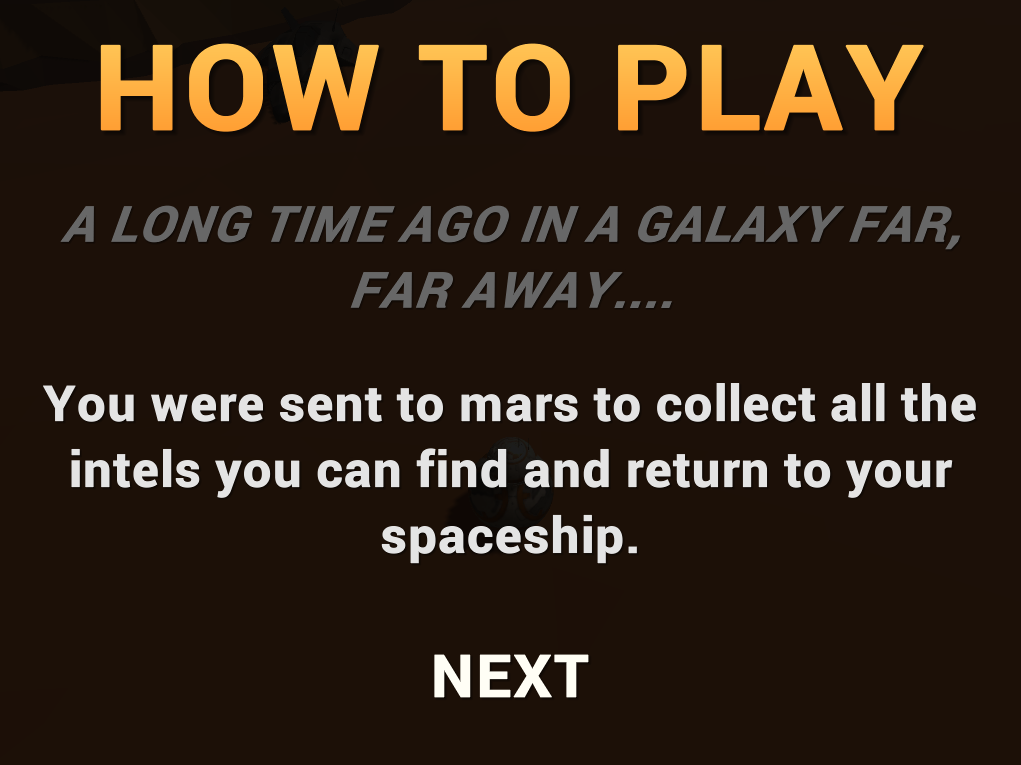 HOW TO PLAY
A LONG TIME AGO IN A GALAXY FAR,
FAR AWAY....
You were sent to mars to collect all the
intels you can find and return to your
spaceship.
NEXT